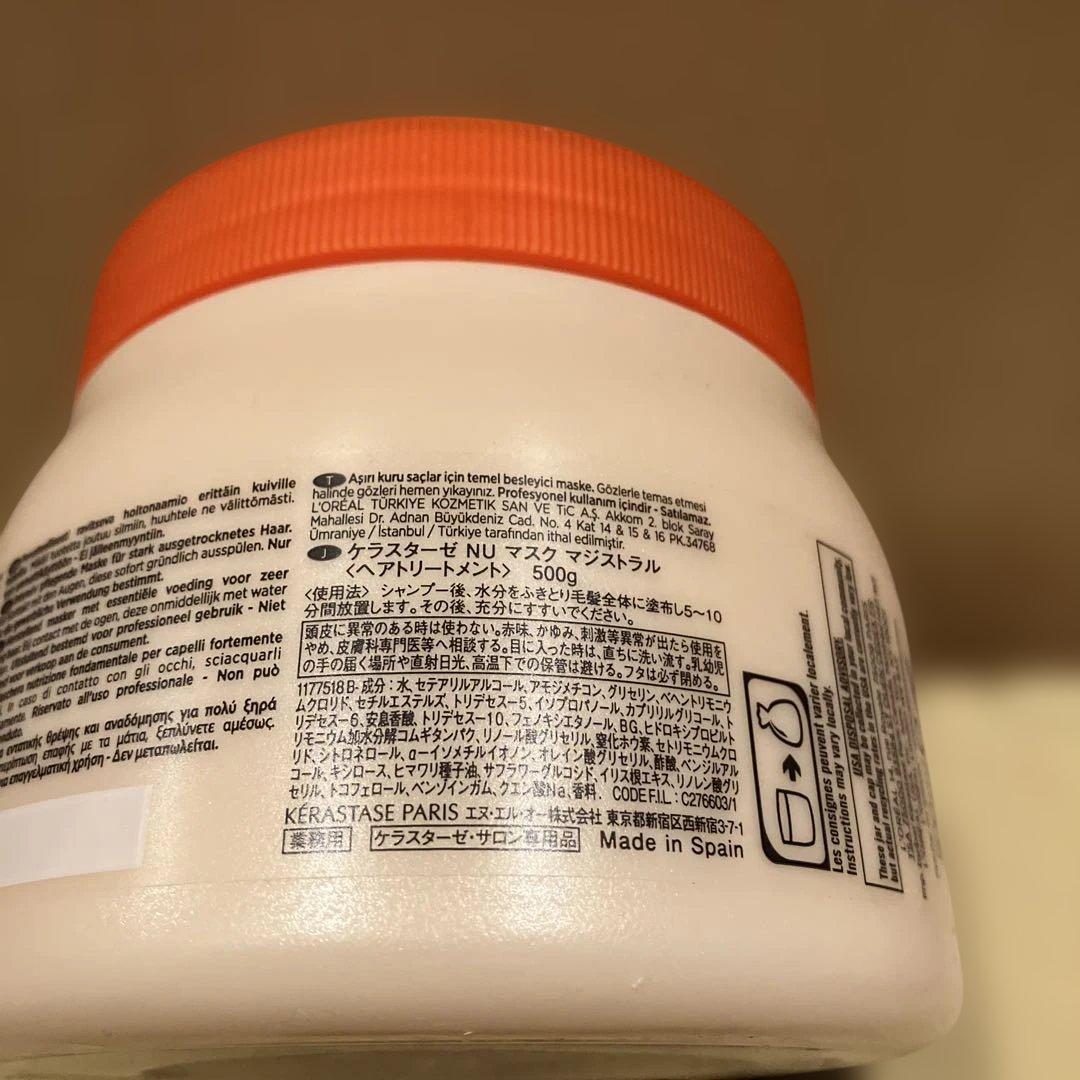 ravitseva hoitonaamio erittäin kuiville
tuotetta joutuu silmiin, huuhtele ne välittömästi.
- Ei jälleenmyyntiin.
pflegende Maske für stark ausgetrocknetes Haar.
mit den Augen, diese sofort gründlich ausspülen. Nur
Verwendung bestimmt.
masker met essentiële voeding voor zeer
haar. Bij contact met de ogen, deze onmiddellijk met water
Uitsluitend bestemd voor professioneel gebruik - Niet
voor verkoop aan de consument.
nutrizione fondamentale per capelli fortemente
In caso di contatto con gli occhi, sciacquarli
Riservato all'uso professionale - Non può
εντατικής θρέψης και αναδόμησης για πολύ ξηρά
περίπτωση επαφής με τα μάτια, ξεπλύνετε αμέσως.
για επαγγελματική χρήση - Δεν μεταπωλείται.
T Aşırı kuru saçlar için temel besleyici maske. Gözlerle temas etmesi
halinde gözleri hemen yıkayınız. Profesyonel kullanım içindir - Satılamaz.
L'ORÉAL TÜRKİYE KOZMETİK SAN VE TİC A.Ş. Akkom 2. blok Saray
Mahallesi Dr. Adnan Büyükdeniz Cad. No. 4 Kat 14 & 15 & 16 PK.34768
Ümraniye / İstanbul / Türkiye tarafından ithal edilmiştir.
J ケラスターゼ NU マスク マジストラル
〈ヘアトリートメント〉 500g
〈使用法〉 シャンプー後、水分をふきとり毛髪全体に塗布し5～10
分間放置します。その後、充分にすすいでください。
頭皮に異常のある時は使わない。赤味、かゆみ、刺激等異常が出たら使用を
やめ、皮膚科専門医等へ相談する。目に入った時は、直ちに洗い流す。乳幼児
の手の届く場所や直射日光、高温下での保管は避ける。フタは必ず閉める。
1177518 B- 成分：水、セテアリルアルコール、アモジメチコン、グリセリン、ベヘントリモニウ
ムクロリド、セチルエステルズ、トリデセス-5、イソプロパノール、カプリリルグリコール、ト
リデセス-6、安息香酸、トリデセス-10、フェノキシエタノール、BG、ヒドロキシプロピルト
リモニウム加水分解コムギタンパク、リノール酸グリセリル、窒化ホウ素、セトリモニウムクロ
リド、シトロネロール、α-イソメチルイオノン、オレイン酸グリセリル、酢酸、ベンジルアル
コール、キシロース、ヒマワリ種子油、サフラワーグルコシド、イリス根エキス、リノレン酸グリ
セリル、トコフェロール、ベンゾインガム、クエン酸Na、香料. CODE F.I.L. : C276603/1
KÉRASTASE PARIS エヌ・エル・オー株式会社 東京都新宿区西新宿3-7-1
業務用 ケラスターゼ・サロン専用品 Made in Spain
Les consignes peuvent varier localement.
Instructions may vary locally.
USA DISPOSAL ADVISORY:
These jar and cap
but actual